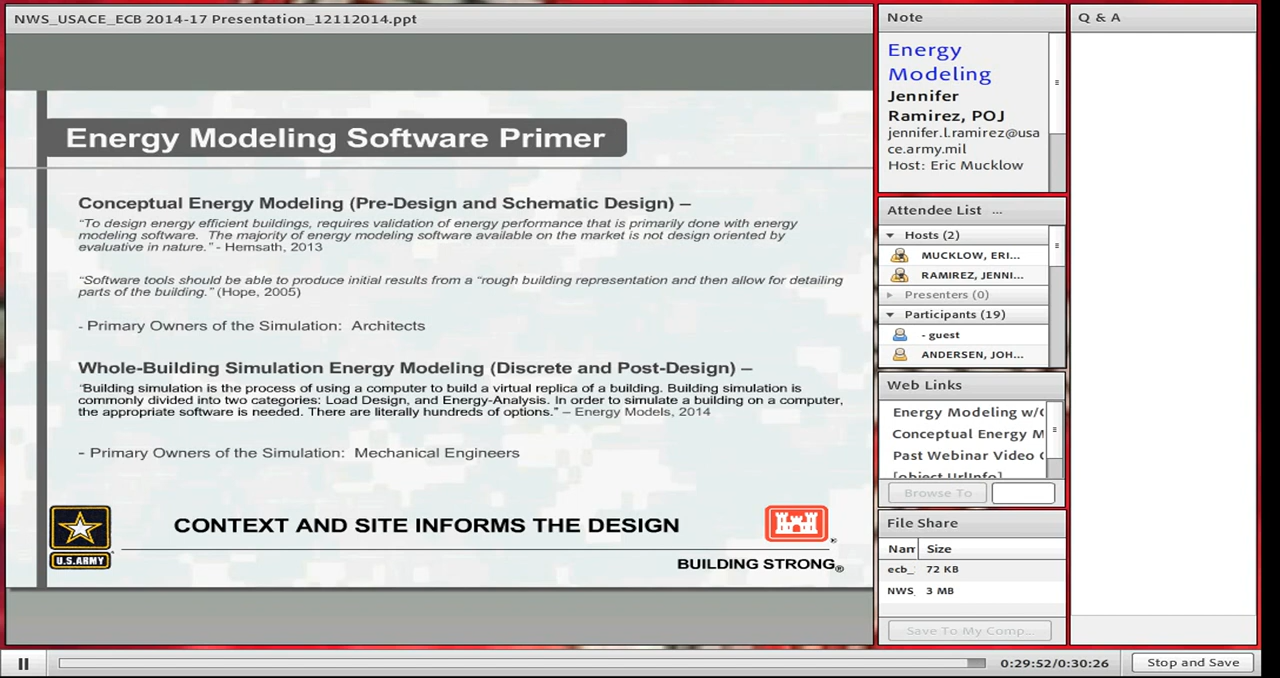 NWS_USACE_ECB 2014-17 Presentation_12112014.ppt
Energy Modeling Software Primer
Conceptual Energy Modeling (Pre-Design and Schematic Design) –
“To design energy efficient buildings, requires validation of energy performance that is primarily done with energy
modeling software. The majority of energy modeling software available on the market is not design oriented by
evaluative in nature.” - Hemsath, 2013
“Software tools should be able to produce initial results from a “rough building representation and then allow for detailing
parts of the building.” (Hope, 2005)
- Primary Owners of the Simulation: Architects
Whole-Building Simulation Energy Modeling (Discrete and Post-Design) –
“Building simulation is the process of using a computer to build a virtual replica of a building. Building simulation is
commonly divided into two categories: Load Design, and Energy-Analysis. In order to simulate a building on a computer,
the appropriate software is needed. There are literally hundreds of options.” – Energy Models, 2014
- Primary Owners of the Simulation: Mechanical Engineers
U.S.ARMY
CONTEXT AND SITE INFORMS THE DESIGN
BUILDING STRONG®
Note
Energy
Modeling
Jennifer
Ramirez, POJ
jennifer.l.ramirez@usa
ce.army.mil
Host: Eric Mucklow
Attendee List ...
Hosts (2)
MUCKLOW, ERI...
RAMIREZ, JENNI...
Presenters (0)
Participants (19)
- guest
ANDERSEN, JOH...
Web Links
Energy Modeling w/(
Conceptual Energy M
Past Webinar Video (
[object UrlInfo]
Browse To
File Share
Nam Size
ecb_ 72 KB
NWS_ 3 MB
Save To My Comp...
Q & A
0:29:52/0:30:26
Stop and Save